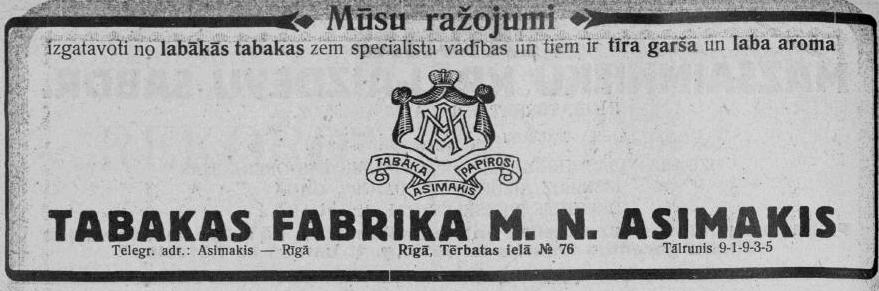 Mūsu ražojumi
izgatavoti no labākās tabakas zem specialistu vadības un tiem ir tīra garša un laba aroma
TABAKA PAPIROSI
ASIMAKIS
TABAKAS FABRIKA M. N. ASIMAKIS
Telegr. adr.: Asimakis — Rīgā Rīgā, Tērbatas ielā № 76 Tālrunis 9-1-9-3-5